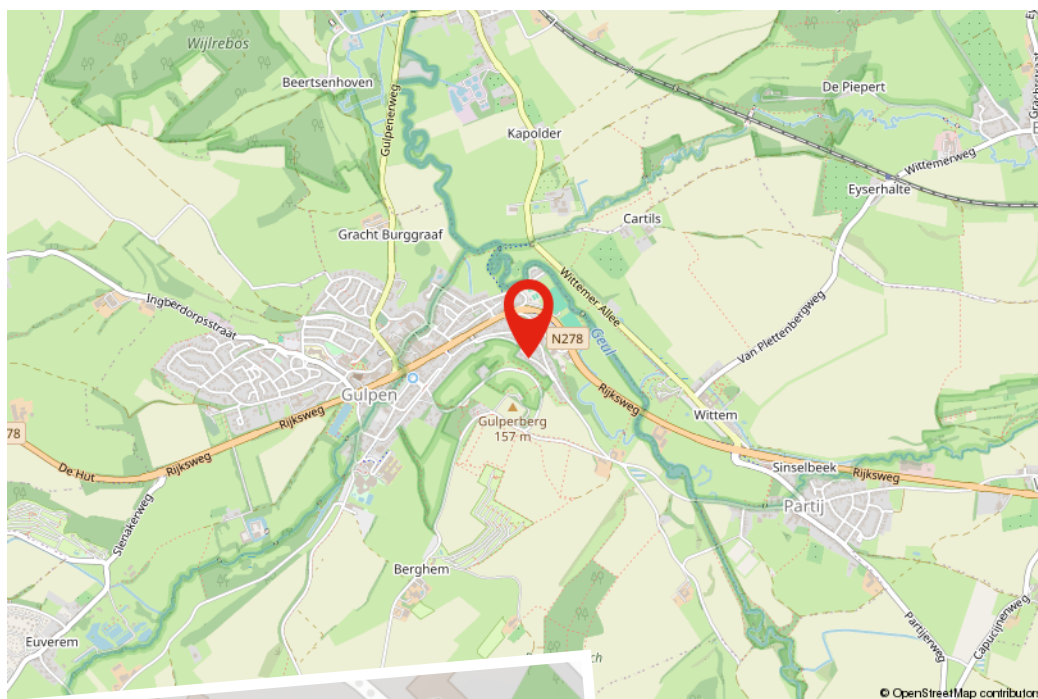 Wijlrebos
Beertsenhoven
De Piepert
Gulpenerweg
Kapolder
Wittemerweg
Eyserhalte
Cartils
Gracht Burggraaf
Wittemer Allee
Ingberdorpsstraat
Van Plettenbergweg
N278
Geul
Gulpen
Rijksweg
Rijksweg
Wittem
Gulperberg
157 m
78
De Hut
Rijksweg
Sinselbeek
Rijksweg
Partij
Slenakerweg
Berghem
Euverem
Partijerweg
Capucijnenweg
© OpenStreetMap contributors